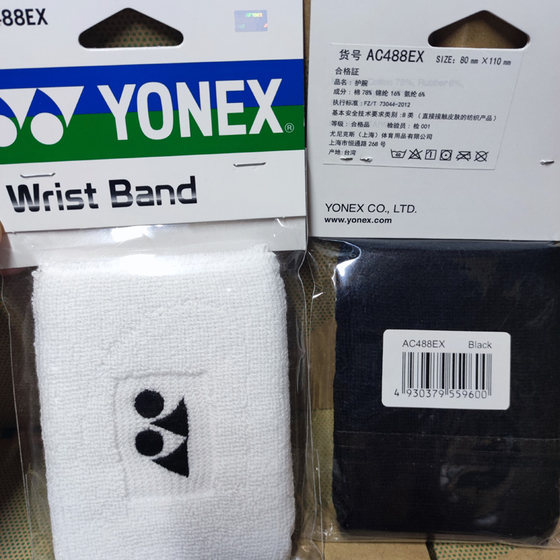 488EX
YONEX®
Wrist Band
货号 AC488EX SIZE: 80 mm ×110 mm
合格证
品名: 护腕
成分: 棉 78% 锦纶 16% 氨纶 6%
执行标准: FZ/T 73044-2012
基本安全技术要求类别: B 类 (直接接触皮肤的纺织产品)
等级: 合格品 检验员: 检 001
尤尼克斯(上海)体育用品有限公司
上海市恒通路 268 号
产地: 台湾
YONEX CO., LTD.
www.yonex.com
AC488EX Black
4 930379 559600